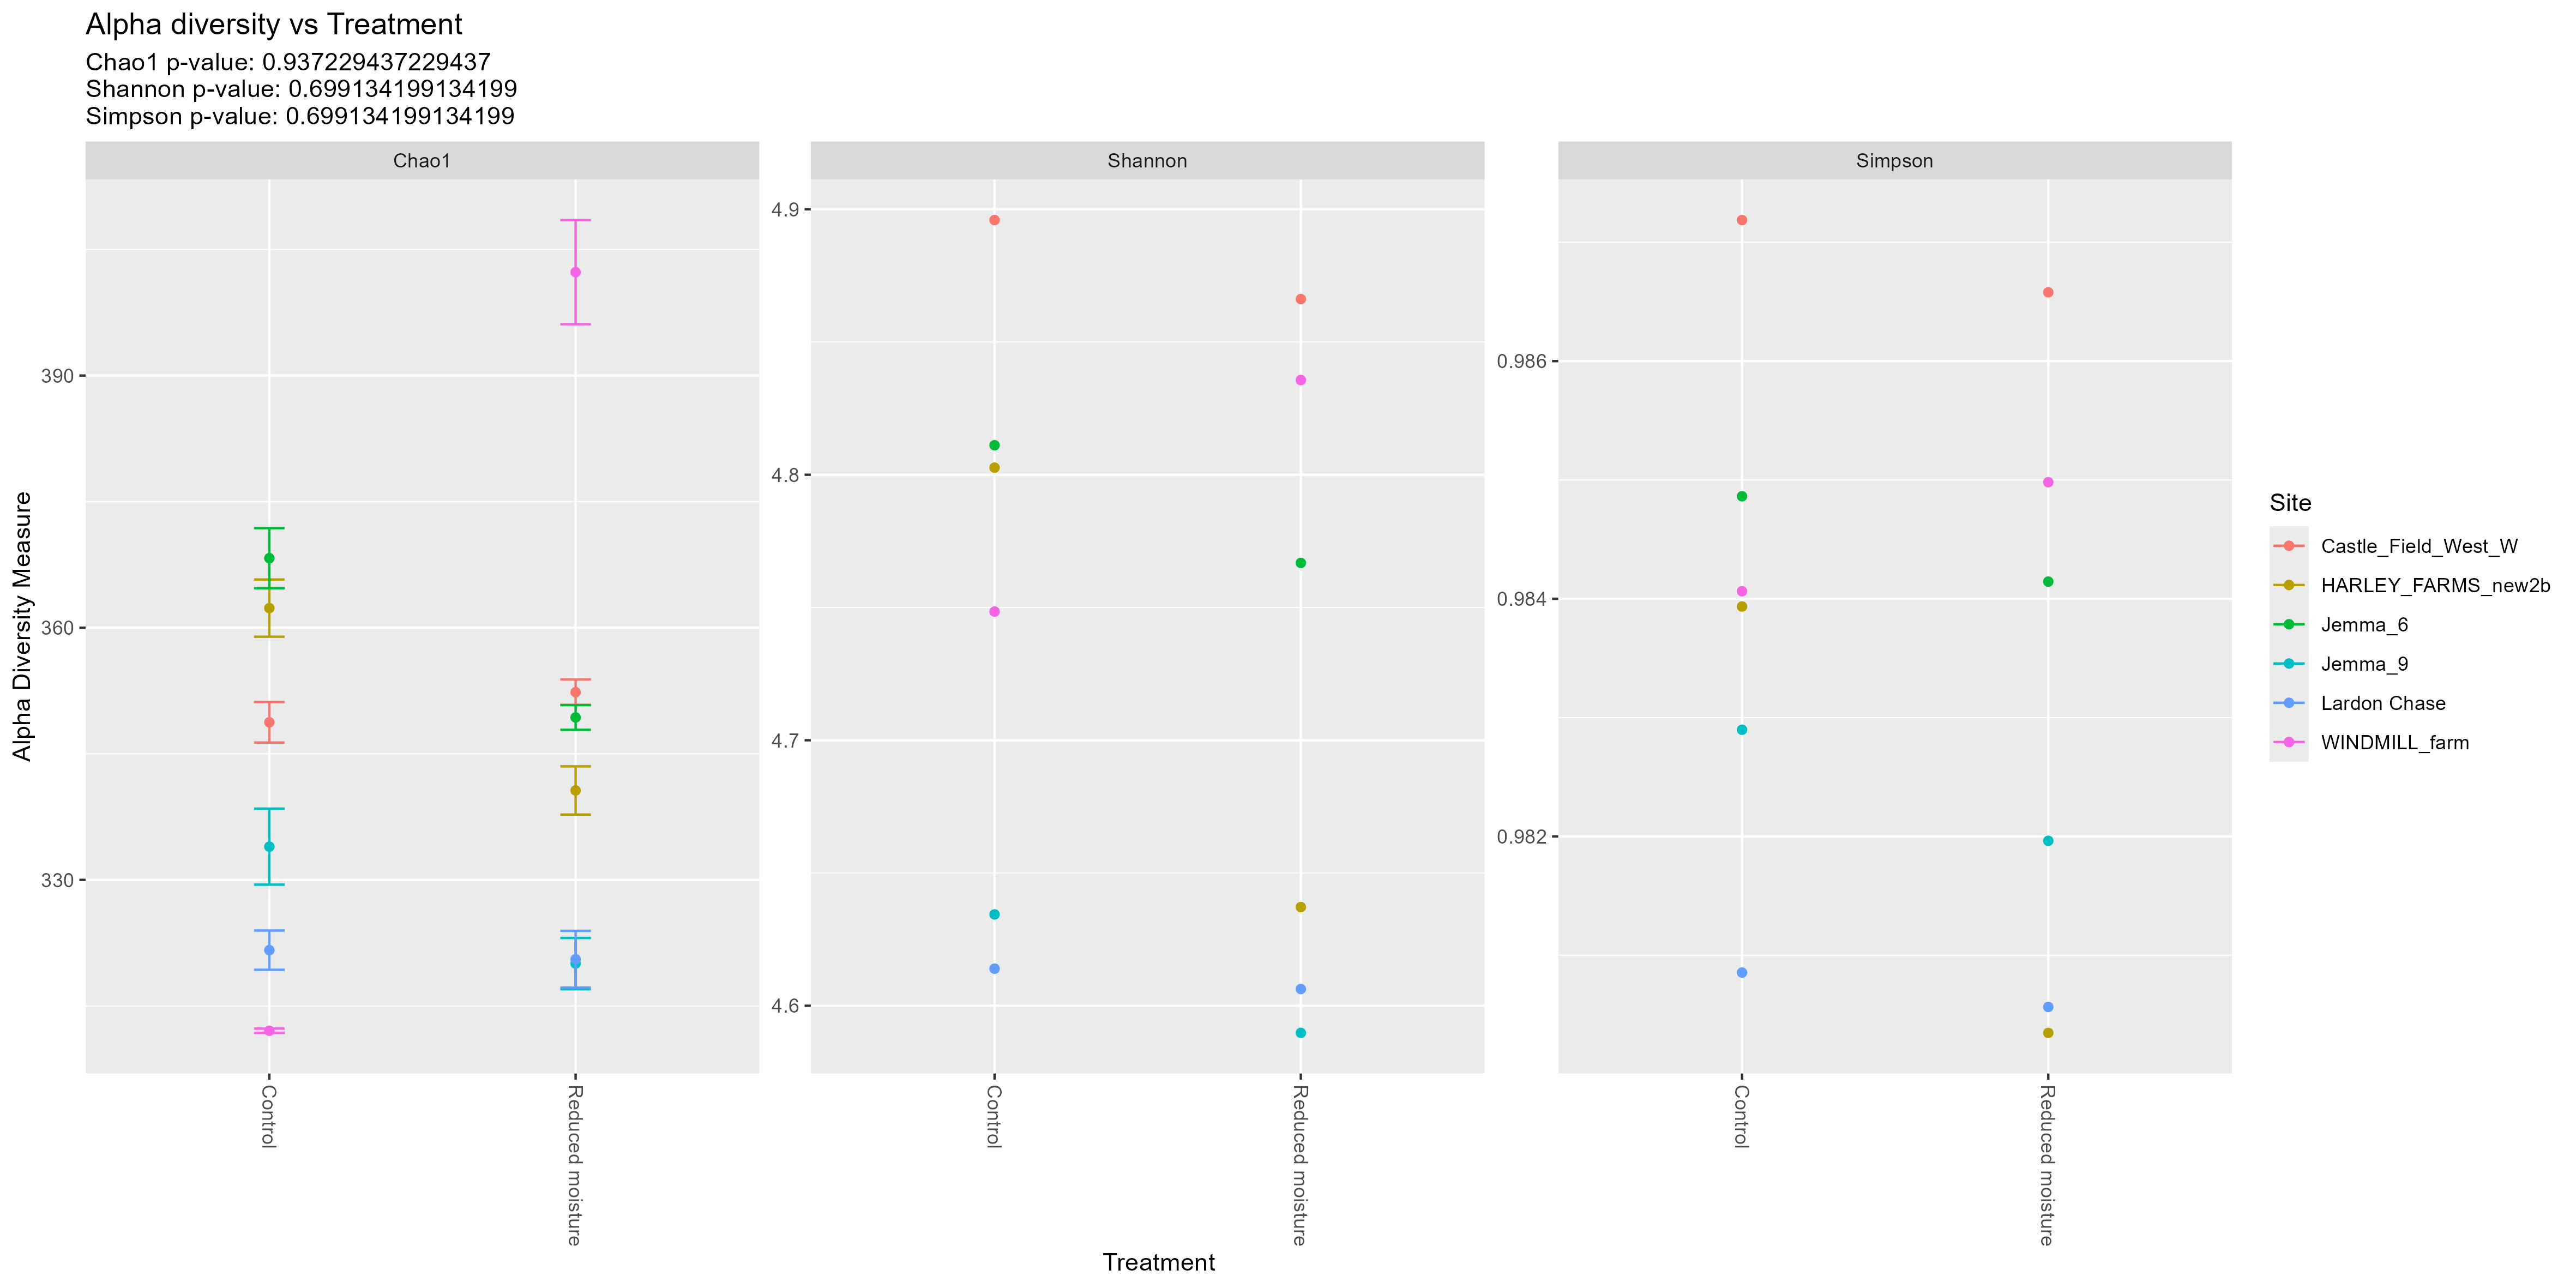 Alpha diversity vs Treatment
Chao1 p-value: 0.937229437229437
Shannon p-value: 0.699134199134199
Simpson p-value: 0.699134199134199
Chao1
Shannon
Simpson
Alpha Diversity Measure
390
360
330
4.9
4.8
4.7
4.6
0.986
0.984
0.982
Control
Reduced moisture
Control
Reduced moisture
Control
Reduced moisture
Treatment
Site
Castle_Field_West_W
HARLEY_FARMS_new2b
Jemma_6
Jemma_9
Lardon Chase
WINDMILL_farm